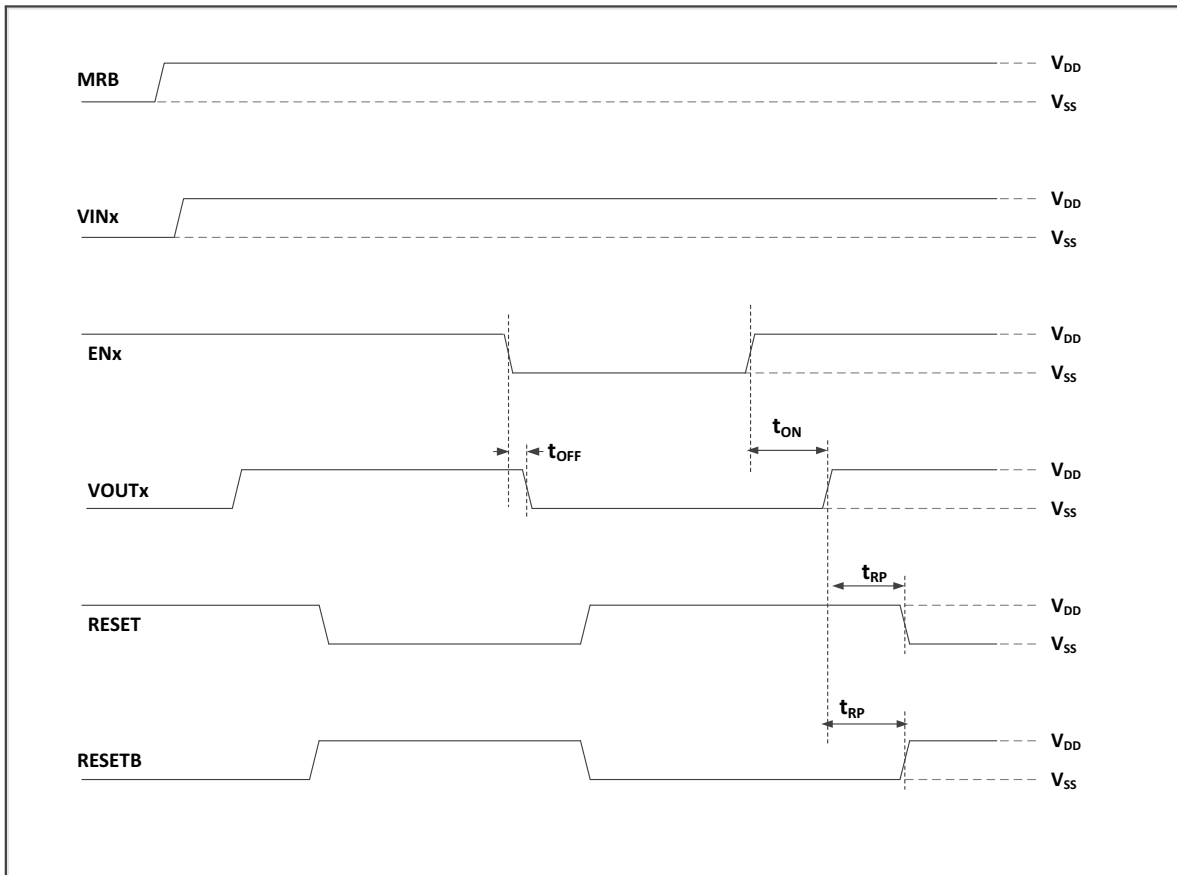 MRB
V_DD
V_SS
VINx
V_DD
V_SS
ENx
V_DD
V_SS
t_ON
t_OFF
VOUTx
V_DD
V_SS
t_RP
RESET
V_DD
V_SS
t_RP
RESETB
V_DD
V_SS